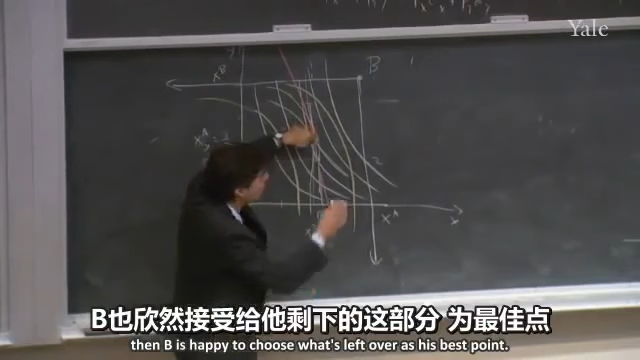 Yale
B
x^B
x^A
x
B也欣然接受给他剩下的这部分 为最佳点
then B is happy to choose what's left over as his best point.